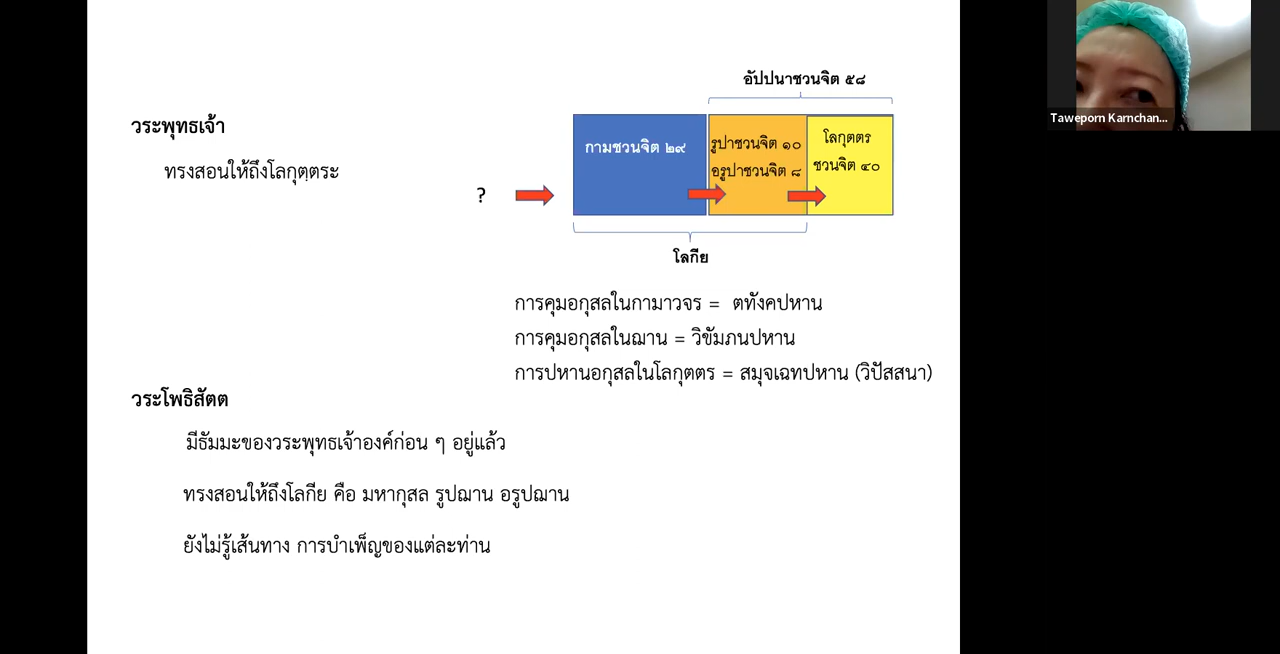 อัปปนาชวนจิต ๕๘
วระพุทธเจ้า
ทรงสอนให้ถึงโลกุตฺตระ
กามชวนจิต ๒๙
รูปาชวนจิต ๑๐
อรูปาชวนจิต ๘
โลกุตตร
ชวนจิต ๔๐
?
โลกีย
การคุมอกุสลในกามาวจร = ตทังคปหาน
การคุมอกุสลในฌาน = วิขัมภนปหาน
การปหานอกุสลในโลกุตตร = สมุจเฉทปหาน (วิปัสสนา)
วระโพธิสัตต
มีธัมมะของวระพุทธเจ้าองค์ก่อน ๆ อยู่แล้ว
ทรงสอนให้ถึงโลกีย คือ มหากุสล รูปฌาน อรูปฌาน
ยังไม่รู้เส้นทาง การบำเพ็ญของแต่ละท่าน
Taweporn Karnchan...